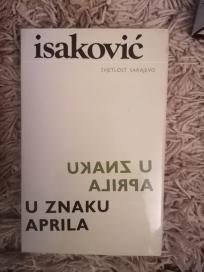 isaković
SVJETLOST SARAJEVO
U ZNAKU
APRILA
U ZNAKU
APRILA